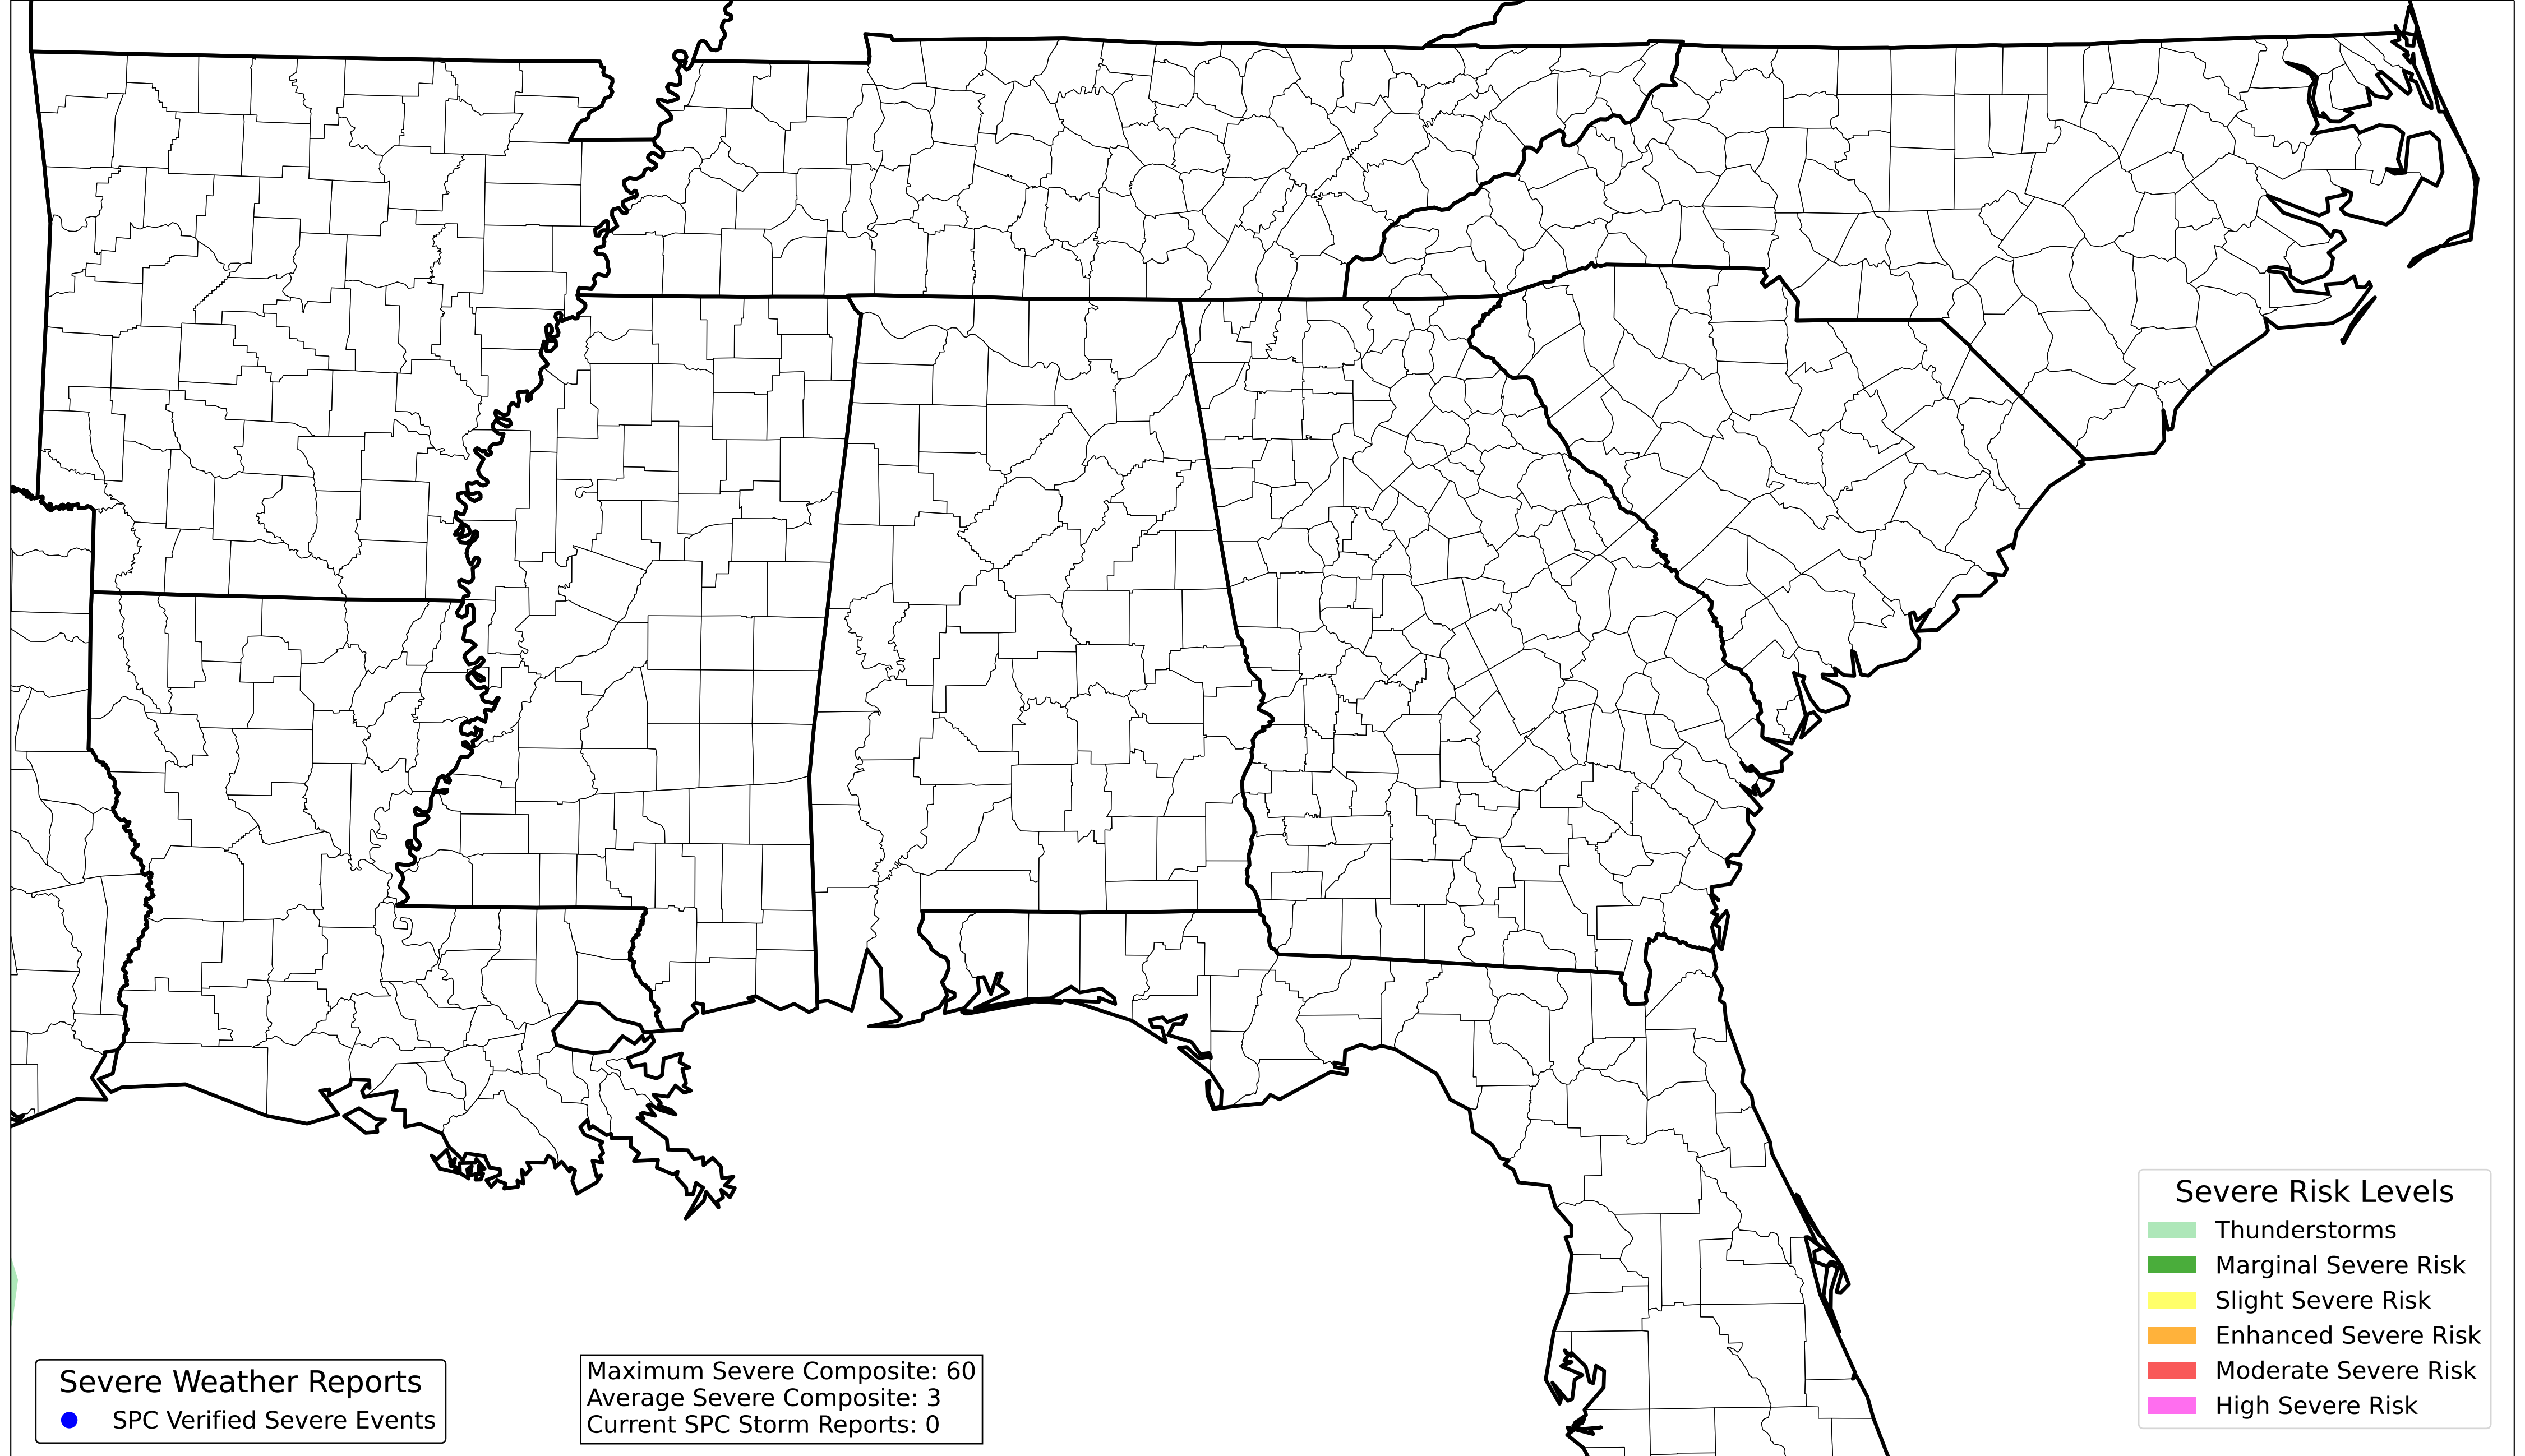 Severe Risk Levels
Thunderstorms
Marginal Severe Risk
Slight Severe Risk
Enhanced Severe Risk
Moderate Severe Risk
High Severe Risk
Severe Weather Reports
SPC Verified Severe Events
Maximum Severe Composite: 60
Average Severe Composite: 3
Current SPC Storm Reports: 0